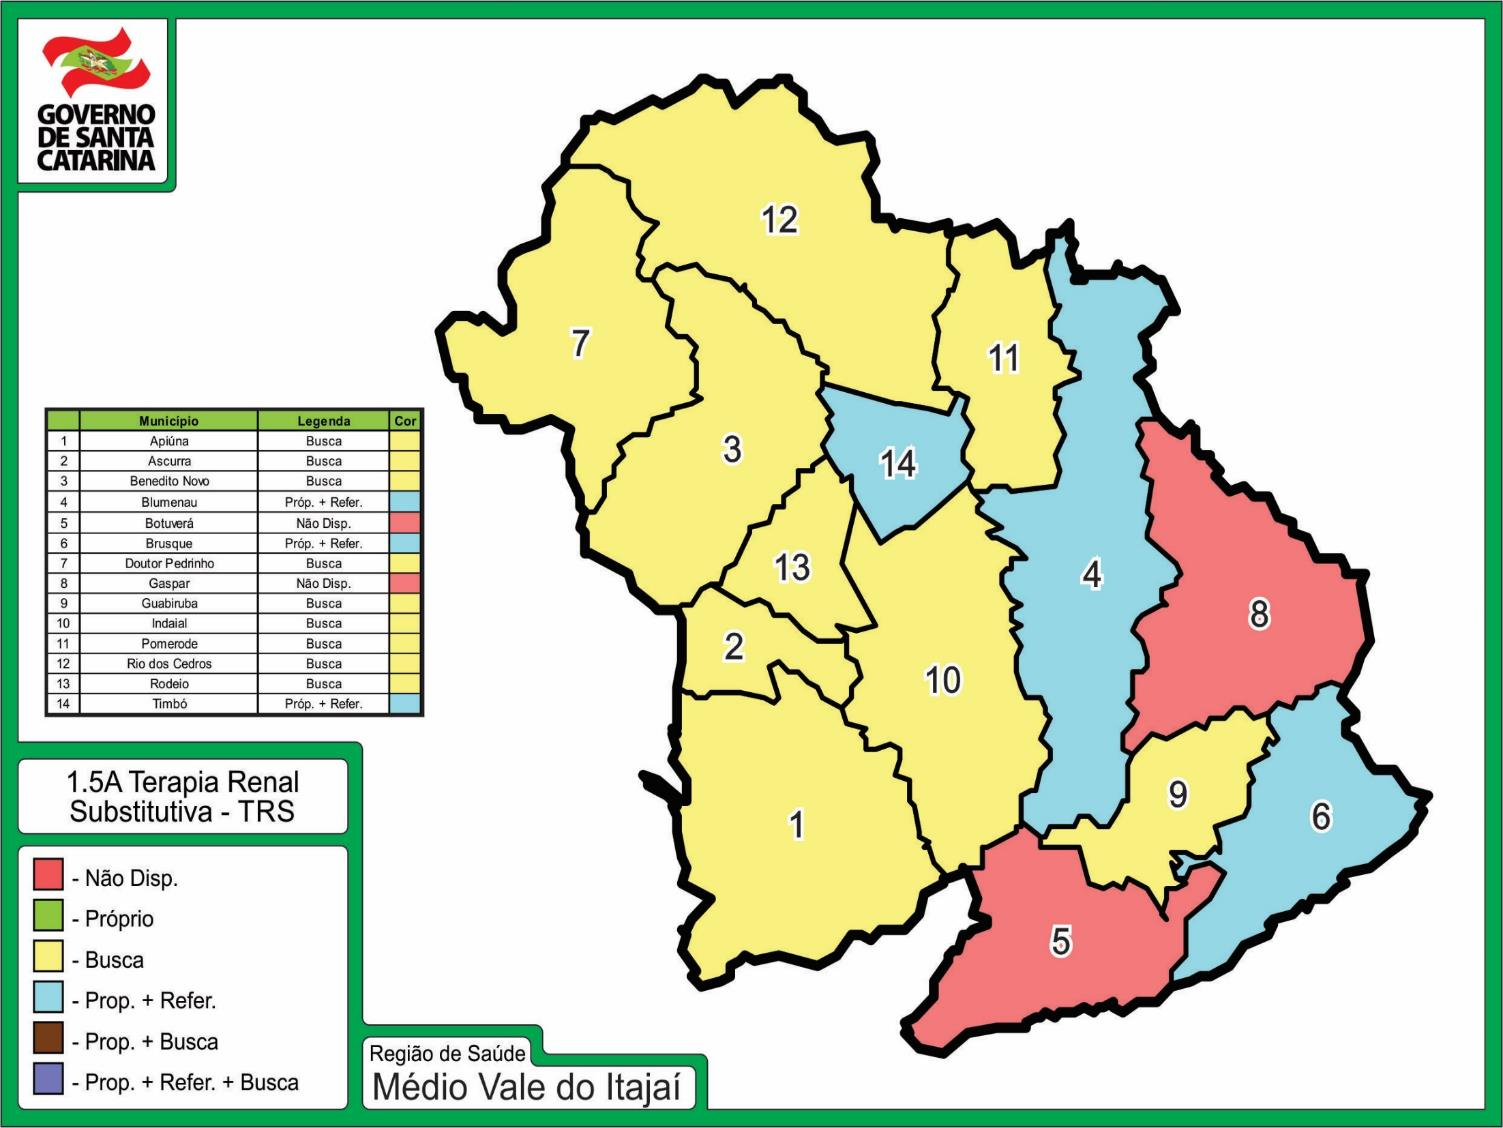 GOVERNO
DE SANTA
CATARINA
12
7
11
3
14
13
4
8
2
10
9
6
1
5
Município Legenda Cor
1 Apiúna Busca
2 Ascurra Busca
3 Benedito Novo Busca
4 Blumenau Próp. + Refer.
5 Botuverá Não Disp.
6 Brusque Próp. + Refer.
7 Doutor Pedrinho Busca
8 Gaspar Não Disp.
9 Guabiruba Busca
10 Indaial Busca
11 Pomerode Busca
12 Rio dos Cedros Busca
13 Rodeio Busca
14 Timbó Próp. + Refer.
1.5A Terapia Renal
Substitutiva - TRS
- Não Disp.
- Próprio
- Busca
- Prop. + Refer.
- Prop. + Busca
- Prop. + Refer. + Busca
Região de Saúde
Médio Vale do Itajaí